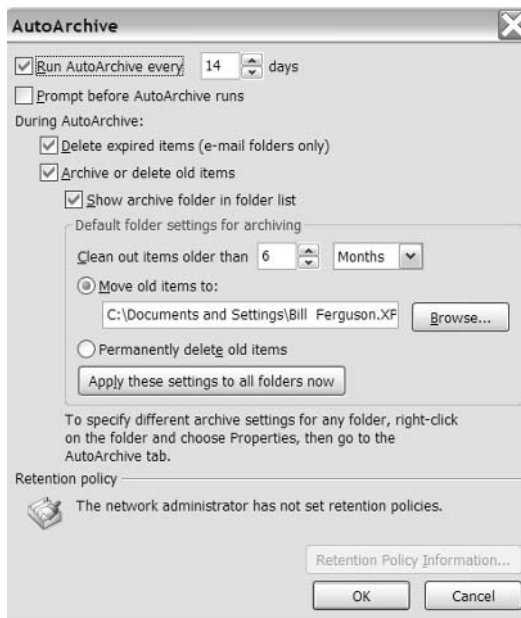 AutoArchive
Run AutoArchive every 14 days
Prompt before AutoArchive runs
During AutoArchive:
Delete expired items (e-mail folders only)
Archive or delete old items
Show archive folder in folder list
Default folder settings for archiving
Clean out items older than 6 Months
Move old items to:
C:\Documents and Settings\Bill Ferguson.XP Browse...
Permanently delete old items
Apply these settings to all folders now
To specify different archive settings for any folder, right-click
on the folder and choose Properties, then go to the
AutoArchive tab.
Retention policy
The network administrator has not set retention policies.
Retention Policy Information...
OK Cancel